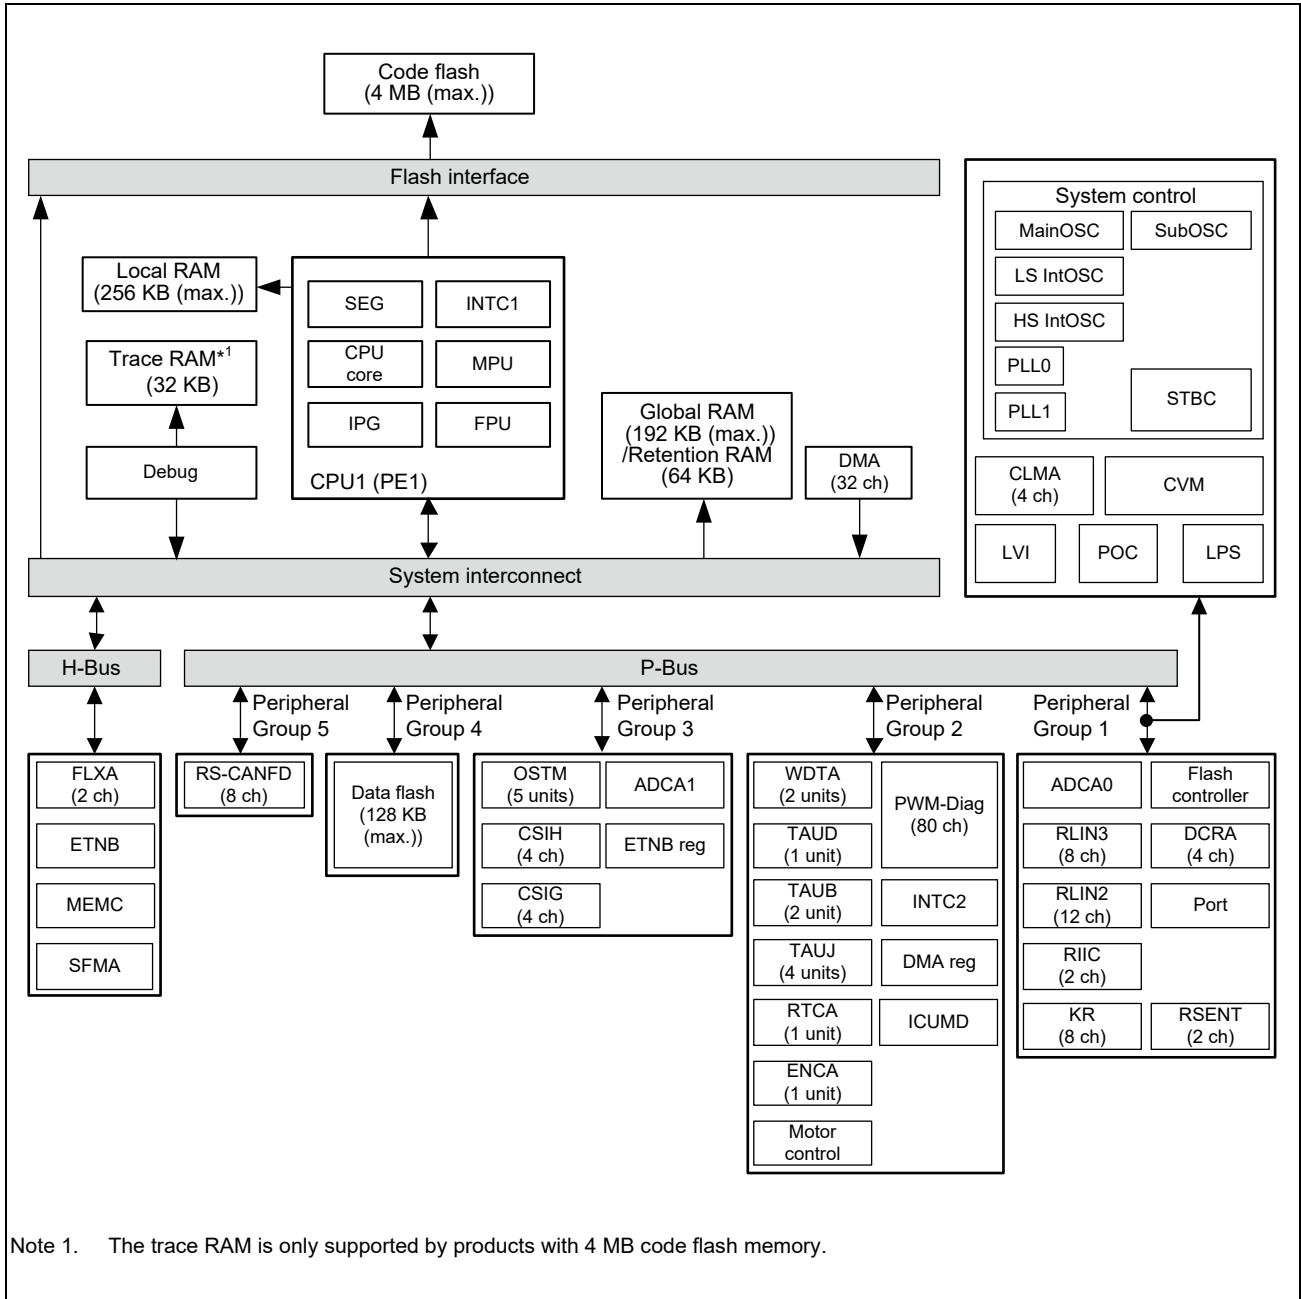 Code flash
(4 MB (max.))
Flash interface
Local RAM
(256 KB (max.))
Trace RAM*1
(32 KB)
Debug
SEG
INTC1
CPU
core
MPU
IPG
FPU
CPU1 (PE1)
Global RAM
(192 KB (max.))
/Retention RAM
(64 KB)
DMA
(32 ch)
System interconnect
System control
MainOSC
SubOSC
LS IntOSC
HS IntOSC
PLL0
PLL1
STBC
CLMA
(4 ch)
CVM
LVI
POC
LPS
H-Bus
P-Bus
Peripheral
Group 5
Peripheral
Group 4
Peripheral
Group 3
Peripheral
Group 2
Peripheral
Group 1
FLXA
(2 ch)
ETNB
MEMC
SFMA
RS-CANFD
(8 ch)
Data flash
(128 KB
(max.))
OSTM
(5 units)
ADCA1
CSIH
(4 ch)
ETNB reg
CSIG
(4 ch)
WDTA
(2 units)
PWM-Diag
(80 ch)
TAUD
(1 unit)
TAUB
(2 unit)
INTC2
TAUJ
(4 units)
DMA reg
RTCA
(1 unit)
ICUMD
ENCA
(1 unit)
Motor
control
ADCA0
Flash
controller
RLIN3
(8 ch)
DCRA
(4 ch)
RLIN2
(12 ch)
Port
RIIC
(2 ch)
KR
(8 ch)
RSENT
(2 ch)
Note 1. The trace RAM is only supported by products with 4 MB code flash memory.